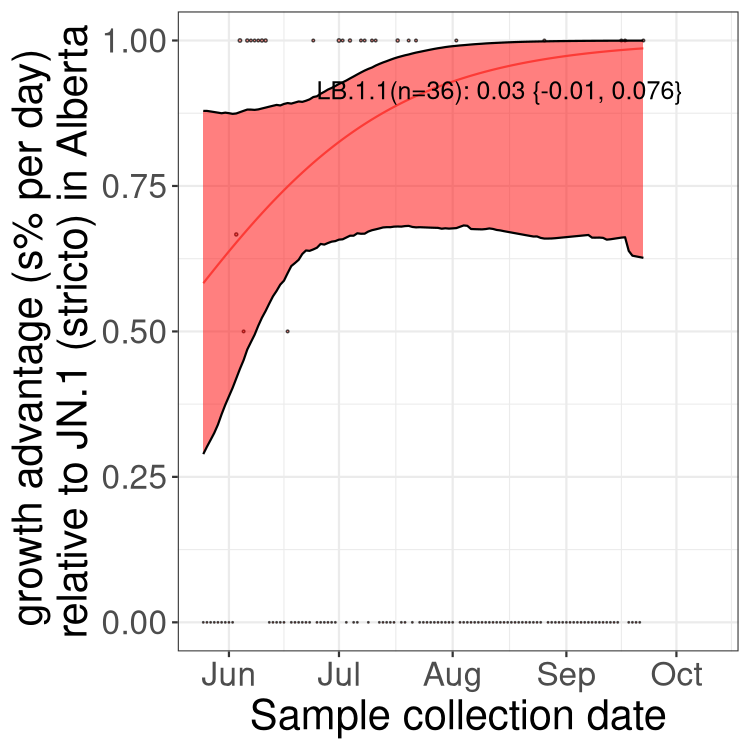 growth advantage (s% per day)
relative to JN.1 (stricto) in Alberta
1.00
0.75
0.50
0.25
0.00
LB.1.1(n=36): 0.03 {-0.01, 0.076}
Jun Jul Aug Sep Oct
Sample collection date